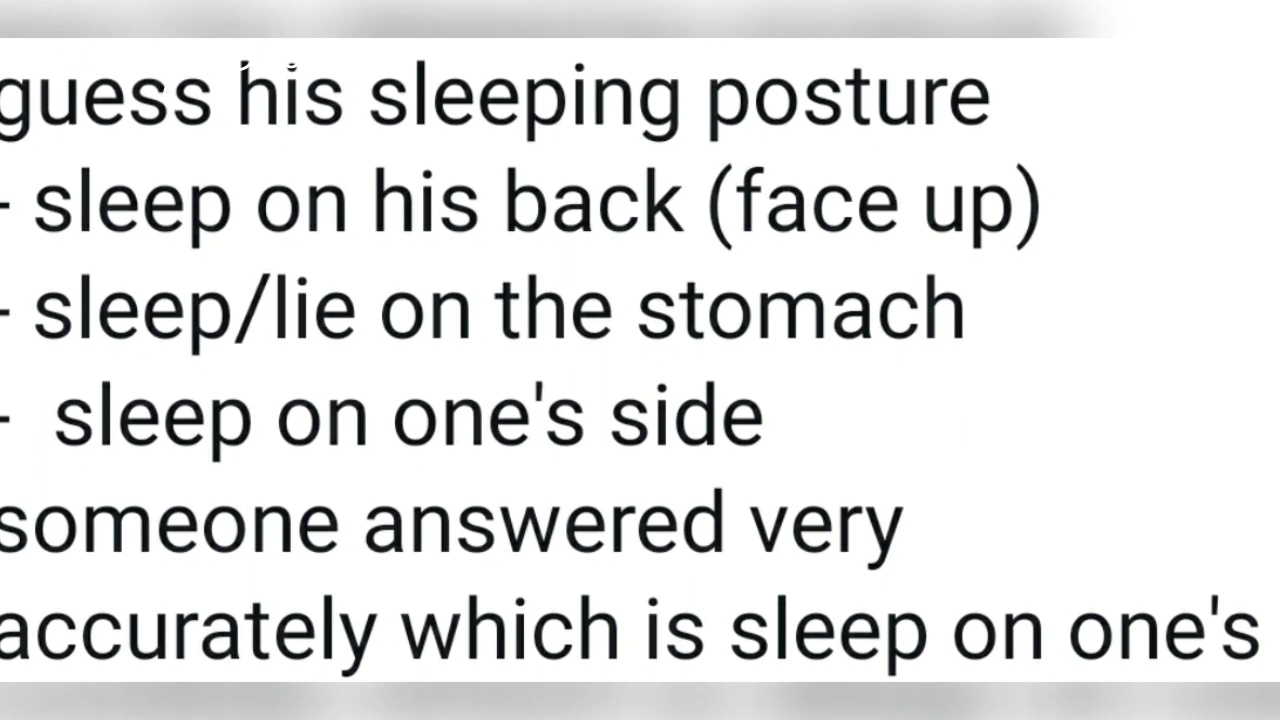 guess his sleeping posture
- sleep on his back (face up)
- sleep/lie on the stomach
-  sleep on one's side
someone answered very
accurately which is sleep on one's